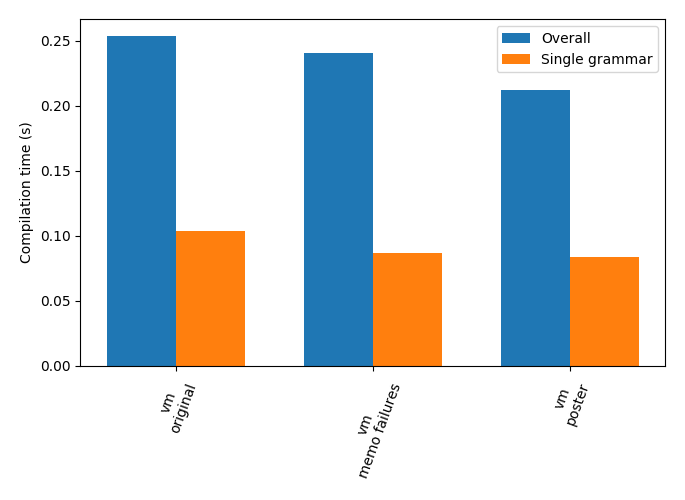 Overall
Single grammar
Compilation time (s)
0.25
0.20
0.15
0.10
0.05
0.00
vm
original
vm
memo failures
vm
poster